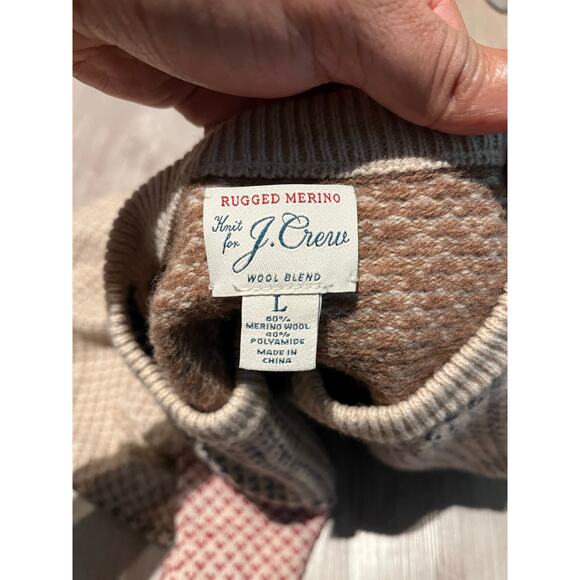 RUGGED MERINO
Knit for J. Crew
WOOL BLEND
L
60%
MERINO WOOL
40%
POLYAMIDE
MADE IN
CHINA